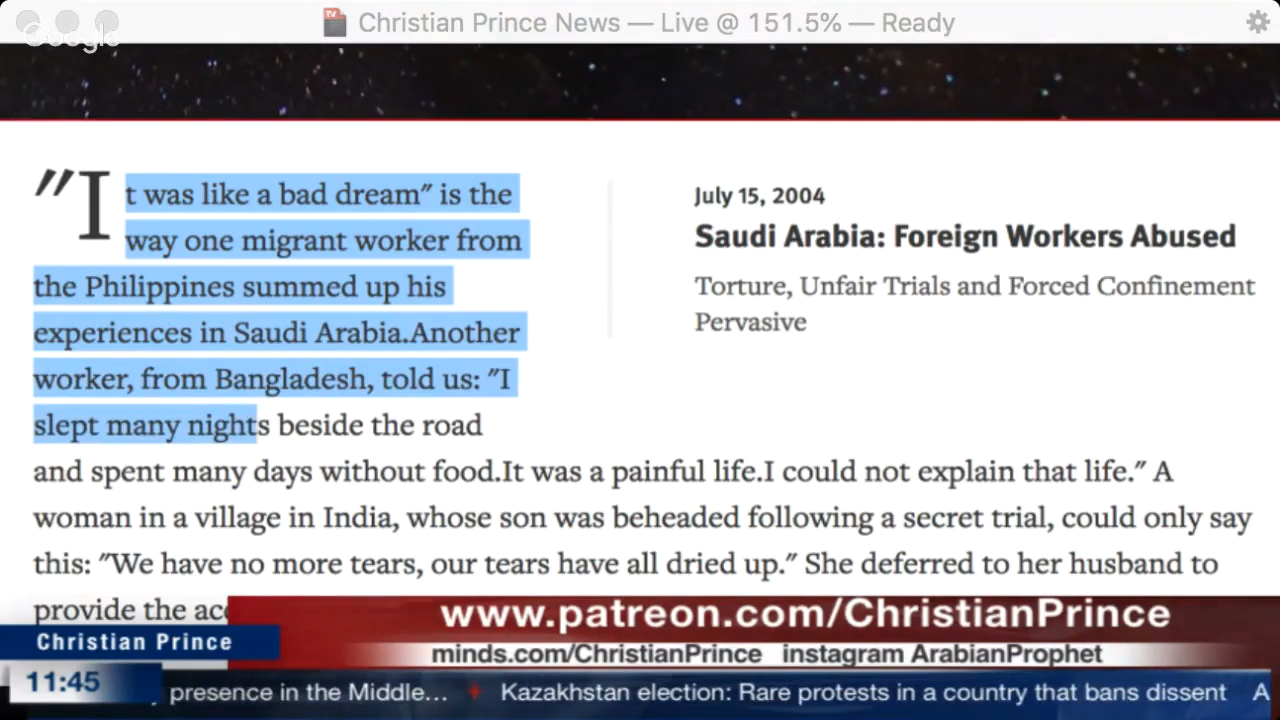 Christian Prince News — Live @ 151.5% — Ready
Google
"It was like a bad dream" is the
way one migrant worker from
the Philippines summed up his
experiences in Saudi Arabia.Another
worker, from Bangladesh, told us: "I
slept many nights beside the road
and spent many days without food.It was a painful life.I could not explain that life." A
woman in a village in India, whose son was beheaded following a secret trial, could only say
this: "We have no more tears, our tears have all dried up." She deferred to her husband to
provide the
July 15, 2004
Saudi Arabia: Foreign Workers Abused
Torture, Unfair Trials and Forced Confinement
Pervasive
www.patreon.com/ChristianPrince
Christian Prince
minds.com/ChristianPrince instagram ArabianProphet
11:45
presence in the Middle... Kazakhstan election: Rare protests in a country that bans dissent A